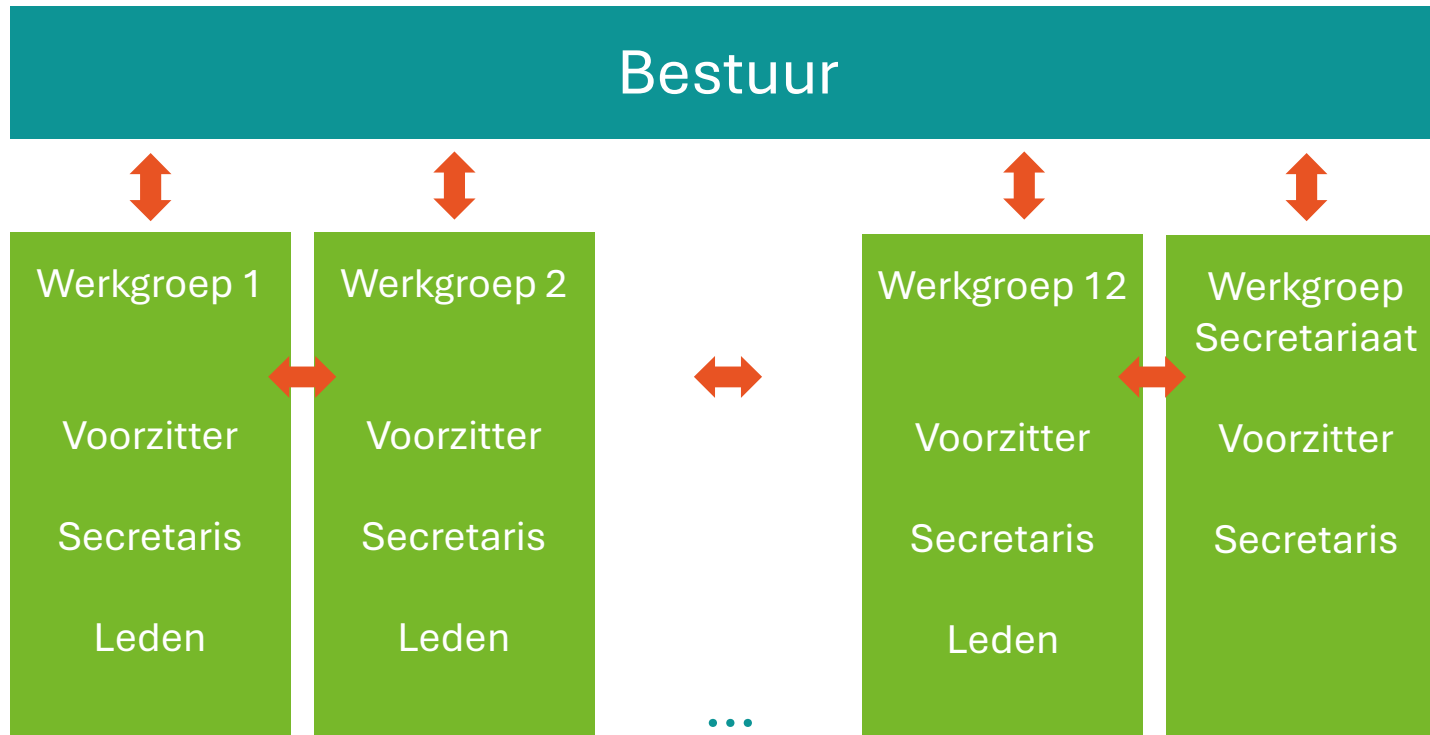 Bestuur
Werkgroep 1
Voorzitter
Secretaris
Leden
Werkgroep 2
Voorzitter
Secretaris
Leden
...
Werkgroep 12
Voorzitter
Secretaris
Leden
Werkgroep
Secretariaat
Voorzitter
Secretaris